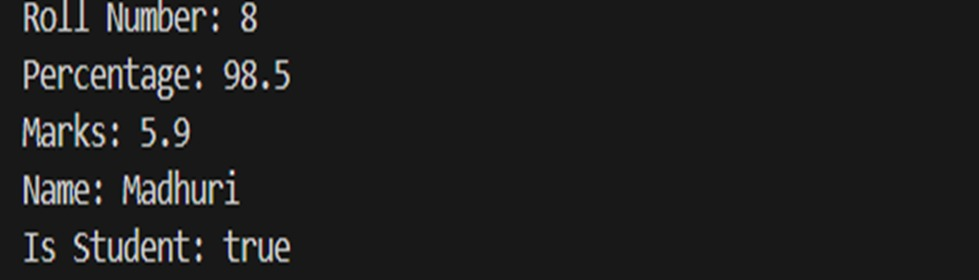 Roll Number: 8
Percentage: 98.5
Marks: 5.9
Name: Madhuri
Is Student: true